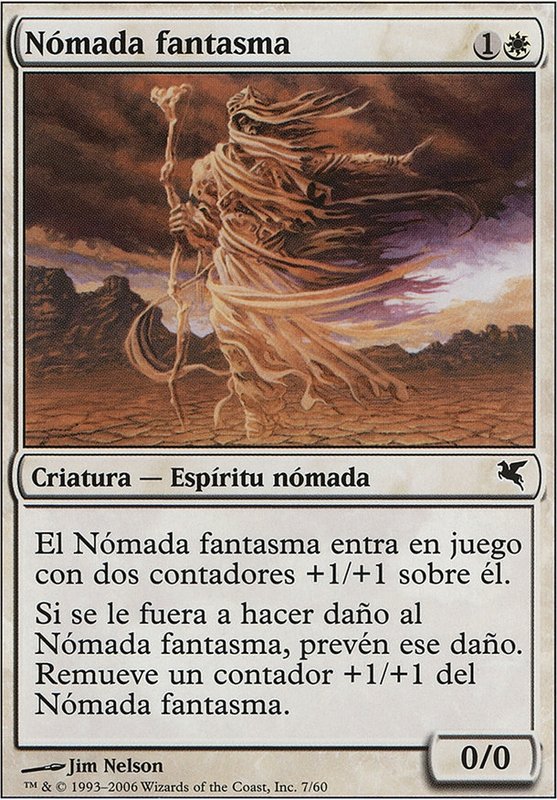 Nómada fantasma 1
Criatura — Espíritu nómada
El Nómada fantasma entra en juego
con dos contadores +1/+1 sobre él.
Si se le fuera a hacer daño al
Nómada fantasma, prevén ese daño.
Remueve un contador +1/+1 del
Nómada fantasma.
0/0
Jim Nelson
™ & © 1993–2006 Wizards of the Coast, Inc. 7/60